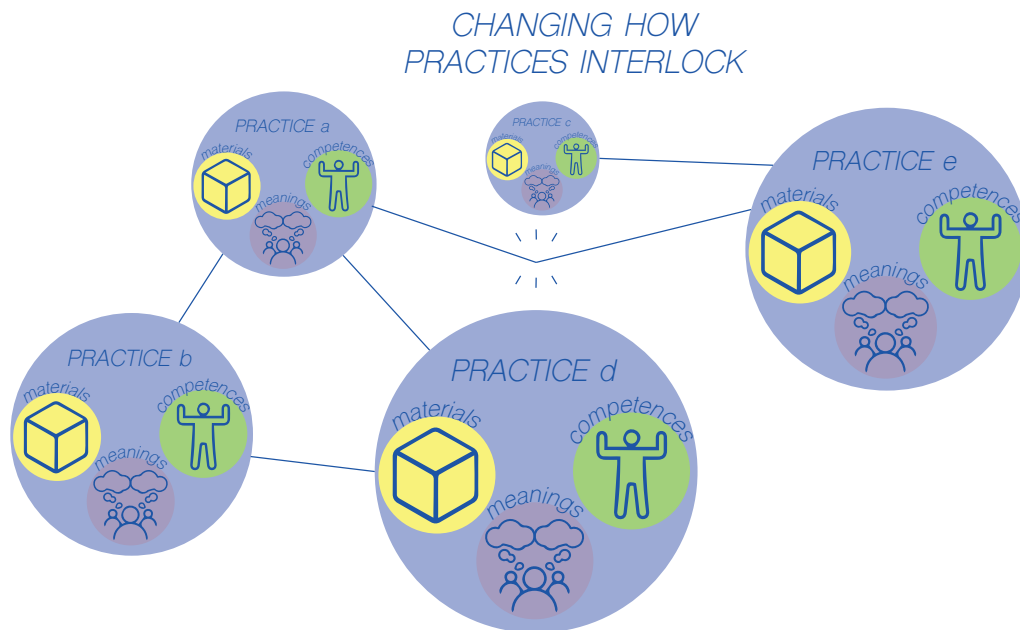 CHANGING HOW
PRACTICES INTERLOCK
PRACTICE a
materials
competences
meanings
PRACTICE c
materials
competences
meanings
PRACTICE e
materials
competences
meanings
PRACTICE b
materials
competences
meanings
PRACTICE d
materials
competences
meanings